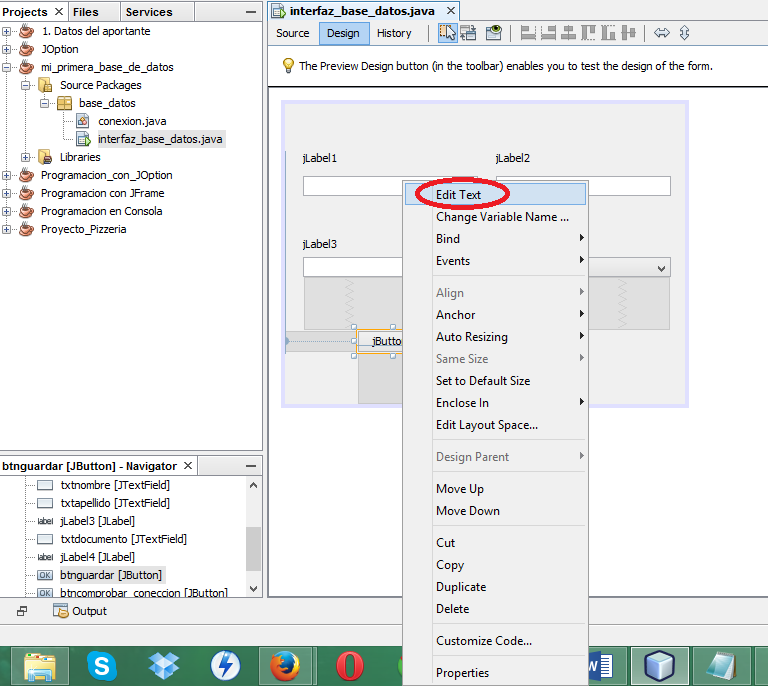 Projects Files Services
1. Datos del aportante
JOption
mi_primera_base_de_datos
Source Packages
base_datos
conexion.java
interfaz_base_datos.java
Libraries
Programacion_con_JOption
Programacion con JFrame
Programacion en Consola
Proyecto_Pizzeria
btnguardar [JButton] - Navigator
txtnombre [JTextField]
txtapellido [JTextField]
label jLabel3 [JLabel]
txtdocumento [JTextField]
label jLabel4 [JLabel]
OK btnguardar [JButton]
OK btncomprobar_coneccion [JButton]
Output
interfaz_base_datos.java
Source Design History
The Preview Design button (in the toolbar) enables you to test the design of the form.
jLabel1 jLabel2
jLabel3
jButto
Edit Text
Change Variable Name ...
Bind
Events
Align
Anchor
Auto Resizing
Same Size
Set to Default Size
Enclose In
Edit Layout Space...
Design Parent
Move Up
Move Down
Cut
Copy
Duplicate
Delete
Customize Code...
Properties